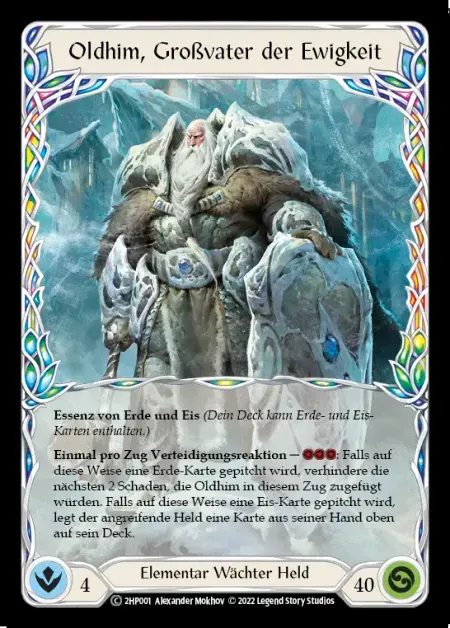 Oldhim, Großvater der Ewigkeit
Essenz von Erde und Eis (Dein Deck kann Erde- und Eis-
Karten enthalten.)
Einmal pro Zug Verteidigungsreaktion — : Falls auf
diese Weise eine Erde-Karte gepitcht wird, verhindere die
nächsten 2 Schaden, die Oldhim in diesem Zug zugefügt
würden. Falls auf diese Weise eine Eis-Karte gepitcht wird,
legt der angreifende Held eine Karte aus seiner Hand oben
auf sein Deck.
4 Elementar Wächter Held 40
Ⓒ 2HP001 Alexander Mokhov © 2022 Legend Story Studios